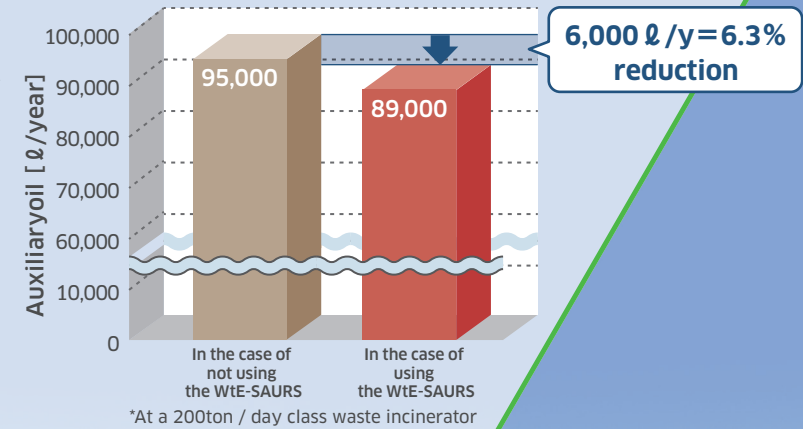 100,000
90,000
80,000
70,000
60,000
10,000
0
Auxiliaryoil [ℓ/year]
95,000
89,000
6,000 ℓ/y=6.3%
reduction
In the case of
not using
the WtE-SAURS
In the case of
using
the WtE-SAURS
*At a 200ton / day class waste incinerator